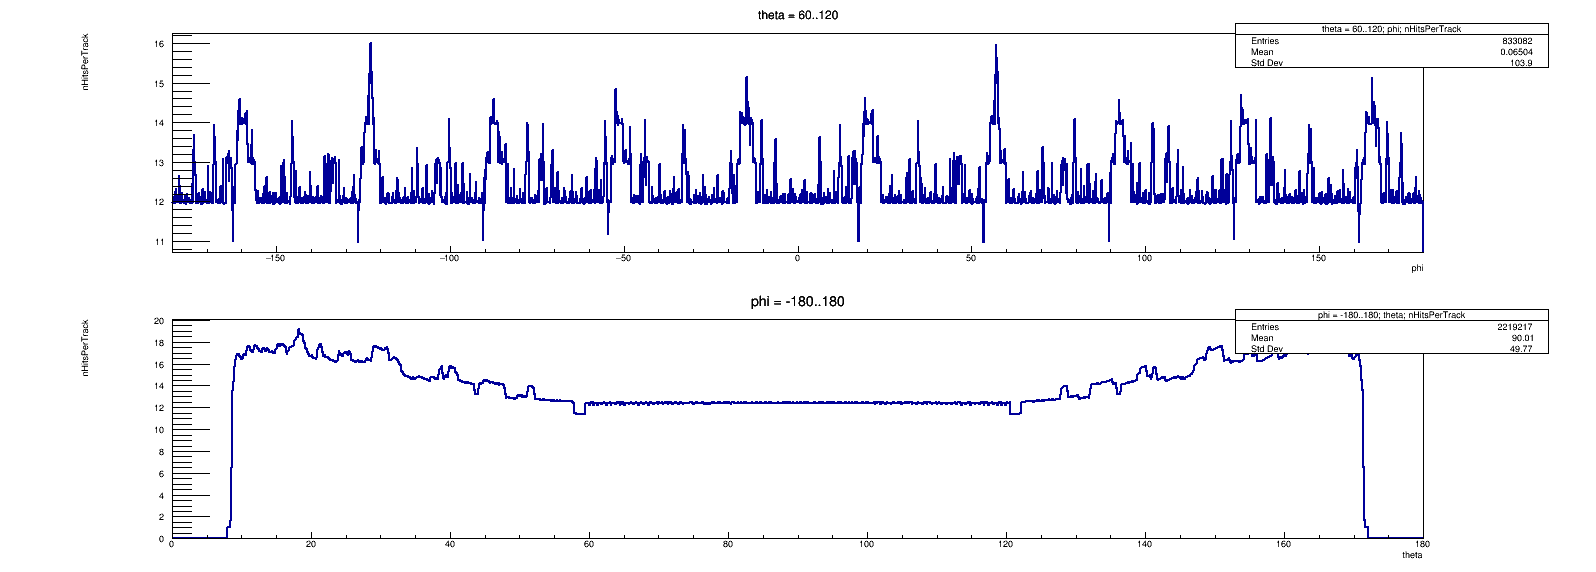 theta = 60..120
nHitsPerTrack
theta = 60..120; phi; nHitsPerTrack
Entries 833082
Mean 0.06504
Std Dev 103.9
16
15
14
13
12
11
−150 −100 −50 0 50 100 150
phi
phi = -180..180
nHitsPerTrack
phi = -180..180; theta; nHitsPerTrack
Entries 2219217
Mean 90.01
Std Dev 49.77
20
18
16
14
12
10
8
6
4
2
0
0 20 40 60 80 100 120 140 160 180
theta